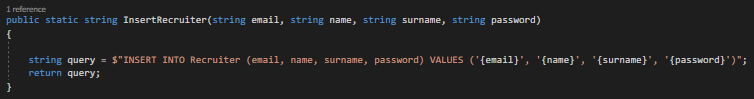 1 reference
public static string InsertRecruiter(string email, string name, string surname, string password)
{
string query = $"INSERT INTO Recruiter (email, name, surname, password) VALUES ('{email}', '{name}', '{surname}', '{password}')";
return query;
}